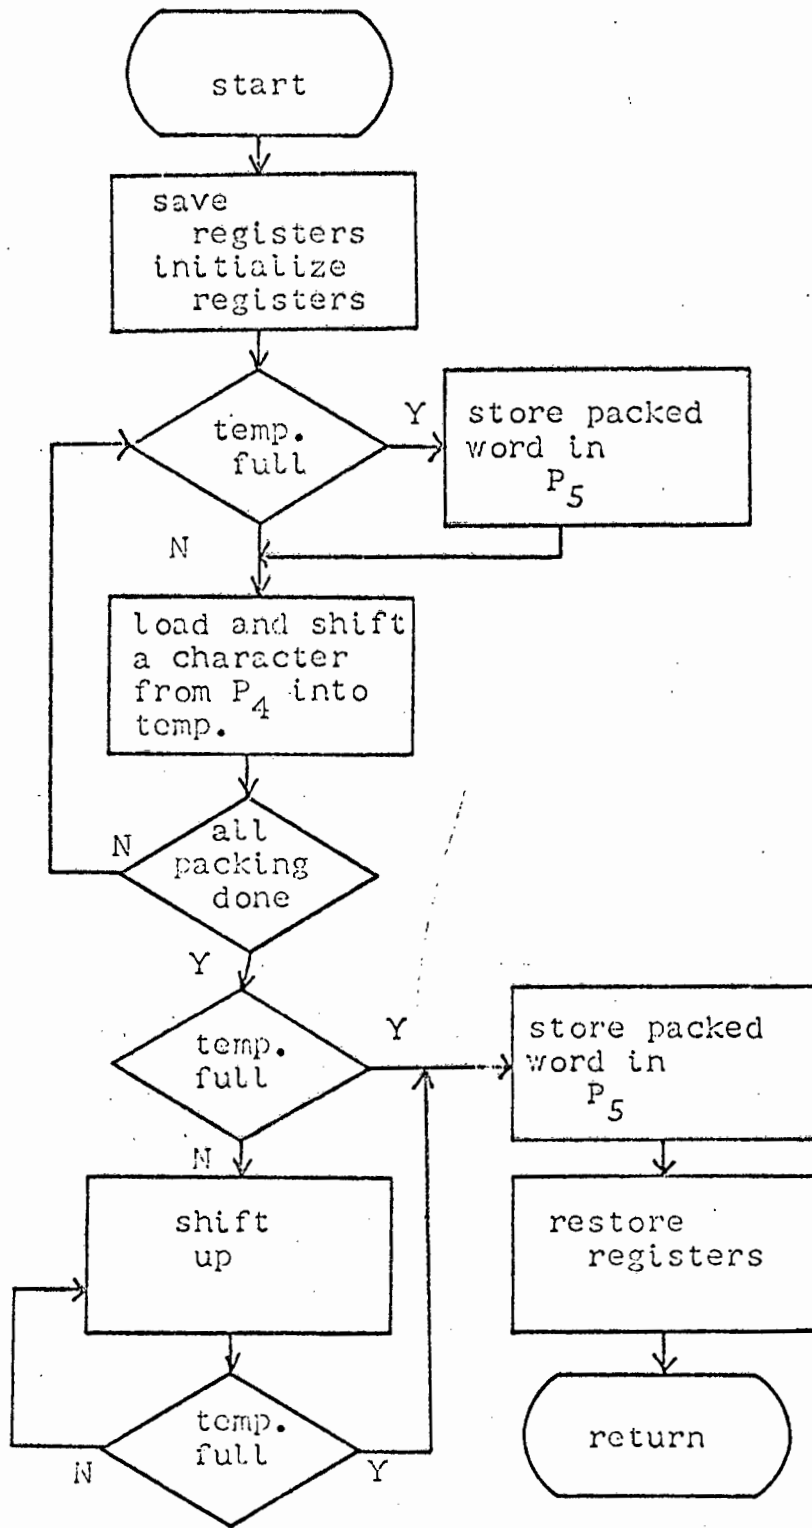 start
save
registers
initialize
registers
temp.
full
Y
store packed
word in
P5
N
load and shift
a character
from P4 into
temp.
all
packing
done
N
Y
temp.
full
Y
store packed
word in
P5
N
shift
up
restore
registers
temp.
full
N
Y
return